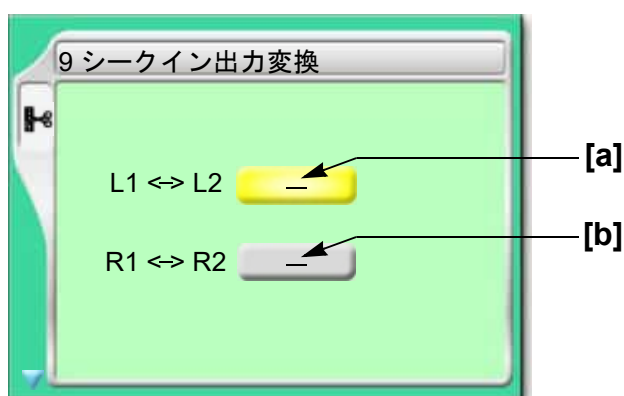 9 シークイン出力変換
L1 <-> L2 —
[a]
R1 <-> R2 —
[b]